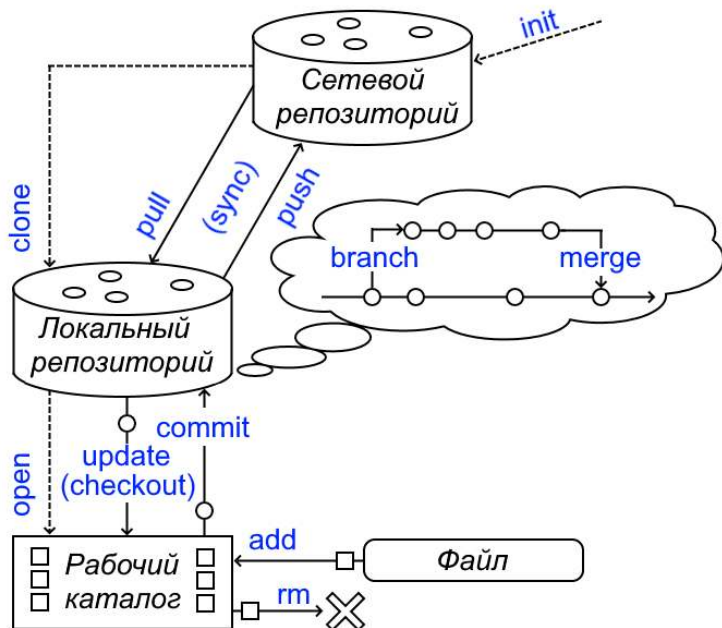 init
Сетевой
репозиторий
clone
pull
(sync)
push
branch
merge
Локальный
репозиторий
commit
update
(checkout)
open
Рабочий
каталог
add
Файл
rm